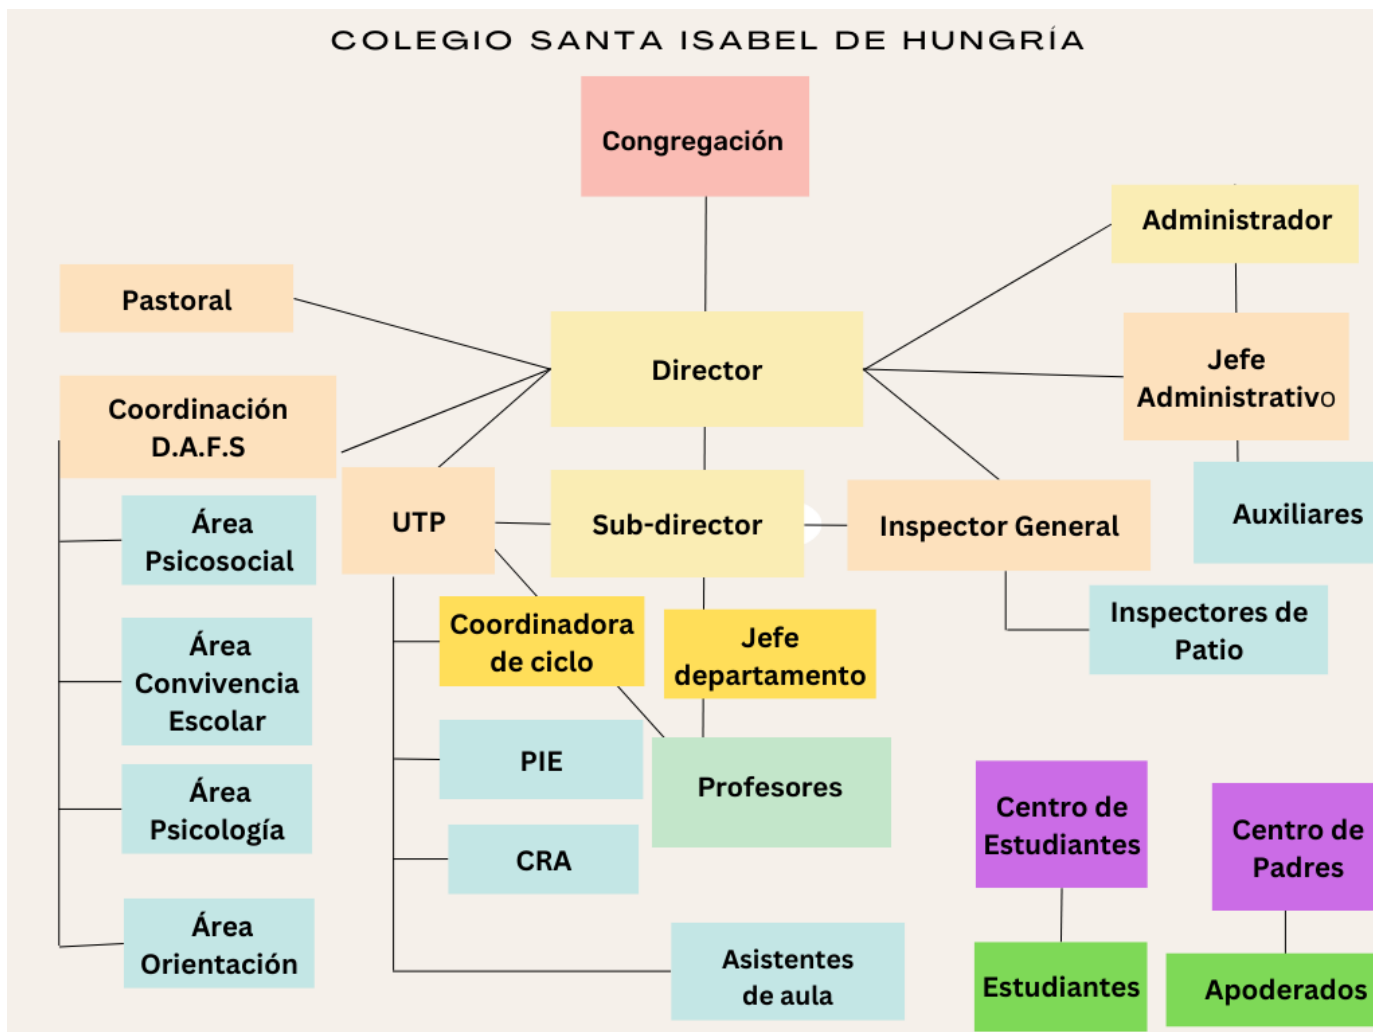 COLEGIO SANTA ISABEL DE HUNGRÍA
Congregación
Administrador
Pastoral
Director
Jefe
Administrativo
Coordinación
D.A.F.S
UTP
Sub-director
Inspector General
Auxiliares
Área
Psicosocial
Coordinadora
de ciclo
Jefe
departamento
Inspectores de
Patio
Área
Convivencia
Escolar
PIE
Profesores
Área
Psicología
CRA
Centro de
Estudiantes
Centro de
Padres
Área
Orientación
Asistentes
de aula
Estudiantes
Apoderados